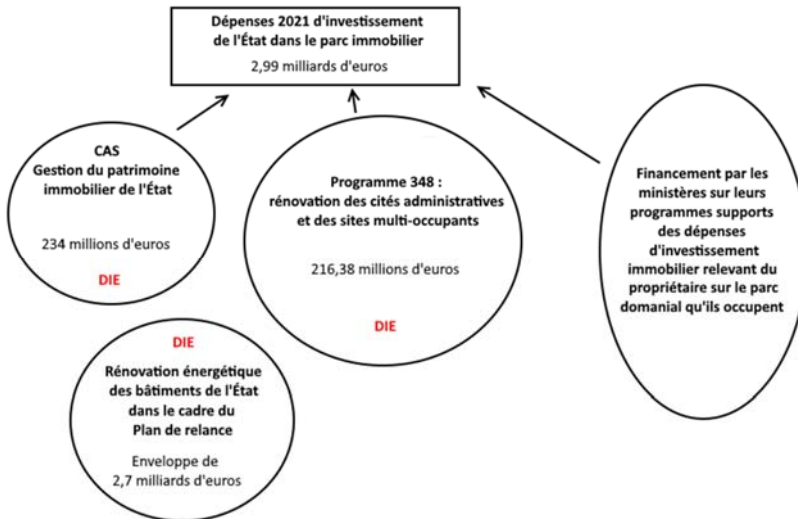 Dépenses 2021 d'investissement
de l'État dans le parc immobilier
2,99 milliards d'euros
CAS
Gestion du patrimoine
immobilier de l'État
234 millions d'euros
DIE
Programme 348 :
rénovation des cités administratives
et des sites multi-occupants
216,38 millions d'euros
DIE
Financement par les
ministères sur leurs
programmes supports
des dépenses
d'investissement
immobilier relevant du
propriétaire sur le parc
domanial qu'ils occupent
DIE
Rénovation énergétique
des bâtiments de l'État
dans le cadre du
Plan de relance
Enveloppe de
2,7 milliards d'euros